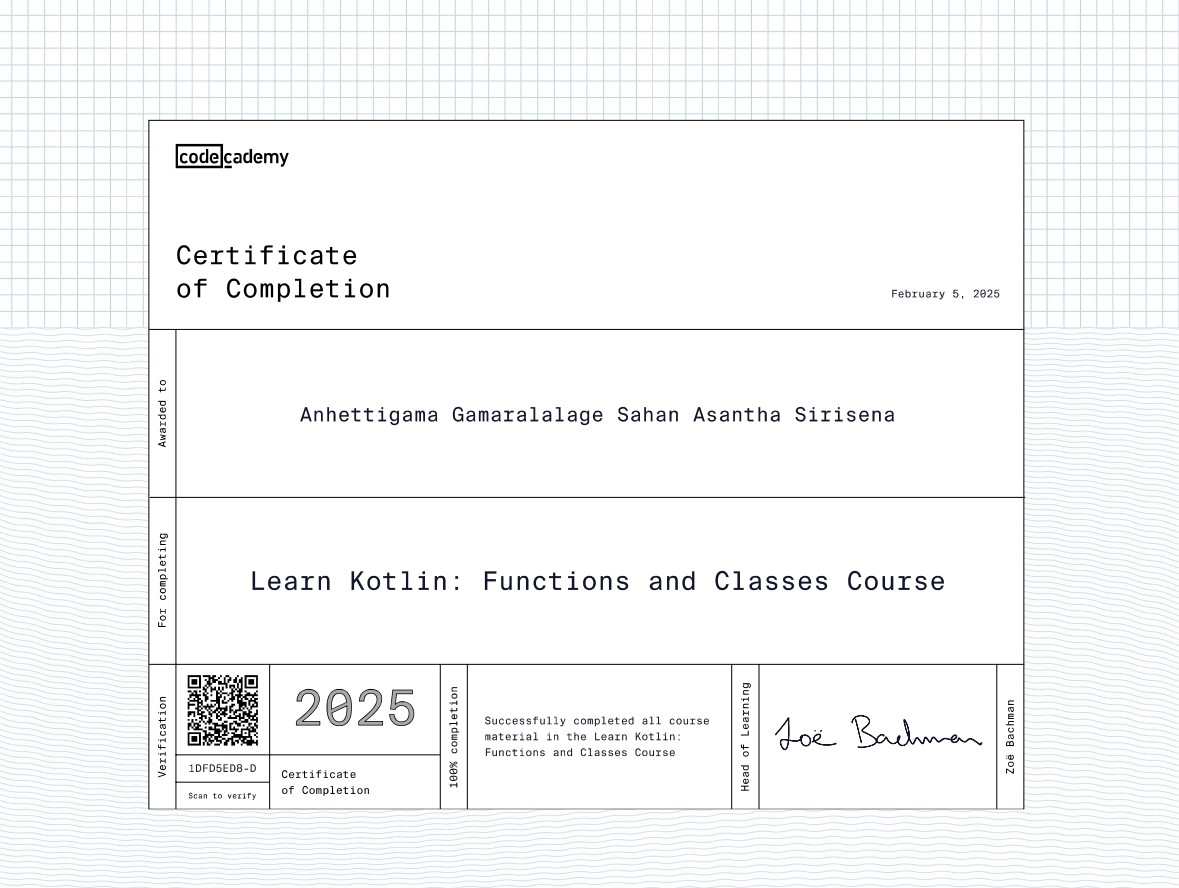 codecademy
Certificate
of Completion
February 5, 2025
Awarded to
Anhettigama Gamaralalage Sahan Asantha Sirisena
For completing
Learn Kotlin: Functions and Classes Course
Verification
1DFD5ED8-D
Scan to verify
2025
Certificate
of Completion
100% completion
Successfully completed all course
material in the Learn Kotlin:
Functions and Classes Course
Head of Learning
Zoë Bachman
Zoë Bachman